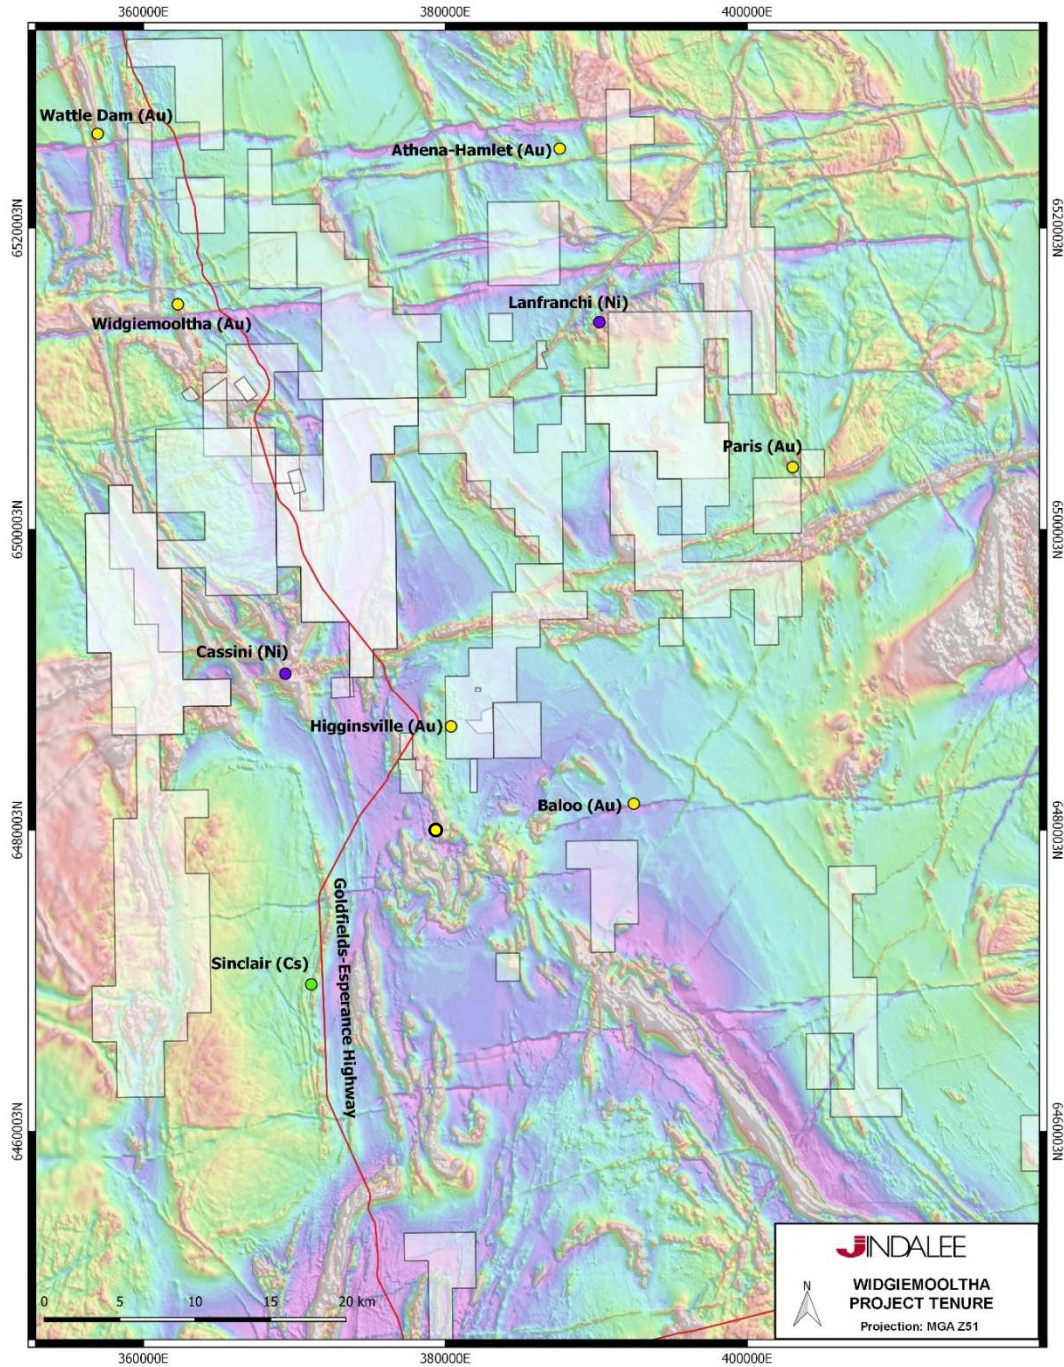 360000E
380000E
400000E
Wattle Dam (Au)
Athena-Hamlet (Au)
6520003N
6520003N
Lanfranchi (Ni)
Widgiemooltha (Au)
Paris (Au)
6500003N
6500003N
Cassini (Ni)
Higginsville (Au)
Baloo (Au)
6480003N
6480003N
Goldfields-Esperance Highway
Sinclair (Cs)
6460003N
6460003N
JINDALEE
N
WIDGIEMOOLTHA
PROJECT TENURE
Projection: MGA Z51
0 5 10 15 20 km
360000E
380000E
400000E